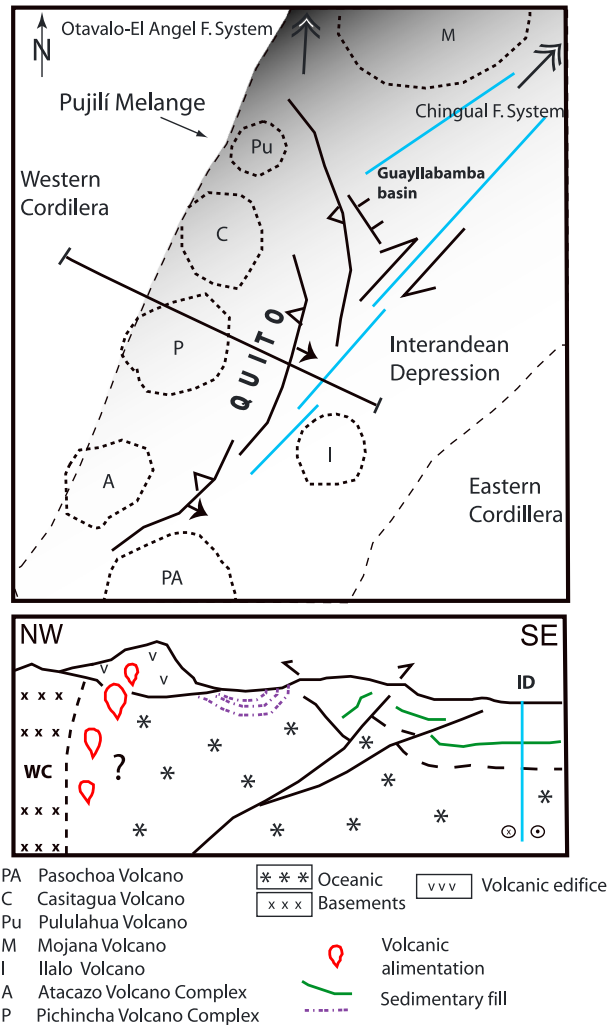 Otavalo-El Angel F. System
N
M
Pujilí Melange
Chingual F. System
Pu
Guayllabamba
basin
Western
Cordilera
C
QUITO
P
Interandean
Depression
I
A
Eastern
Cordillera
PA
NW
SE
v
v
v
ID
x x x
x x x
WC
?
x x x
x x x
x
PA Pasochoa Volcano
C Casitagua Volcano
Pu Pululahua Volcano
M Mojana Volcano
I Ilalo Volcano
A Atacazo Volcano Complex
P Pichincha Volcano Complex
* * * Oceanic
x x x Basements
v v v Volcanic edifice
Volcanic
alimentation
Sedimentary fill